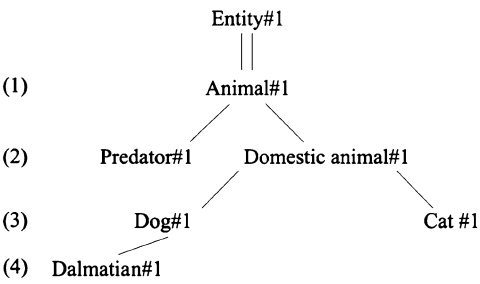 Entity#1
(1) Animal#1
(2) Predator#1 Domestic animal#1
(3) Dog#1 Cat #1
(4) Dalmatian#1